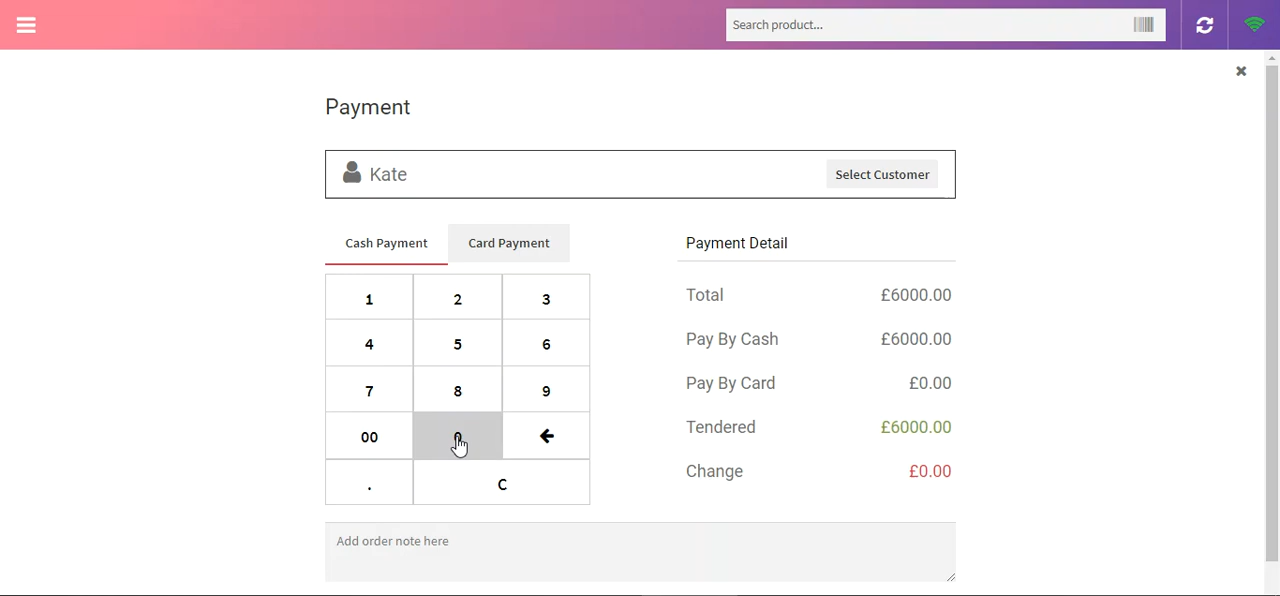 Search product...
Payment
Kate
Select Customer
Cash Payment Card Payment
Payment Detail
1 2 3
4 5 6
7 8 9
00 0
. C
Total £6000.00
Pay By Cash £6000.00
Pay By Card £0.00
Tendered £6000.00
Change £0.00
Add order note here